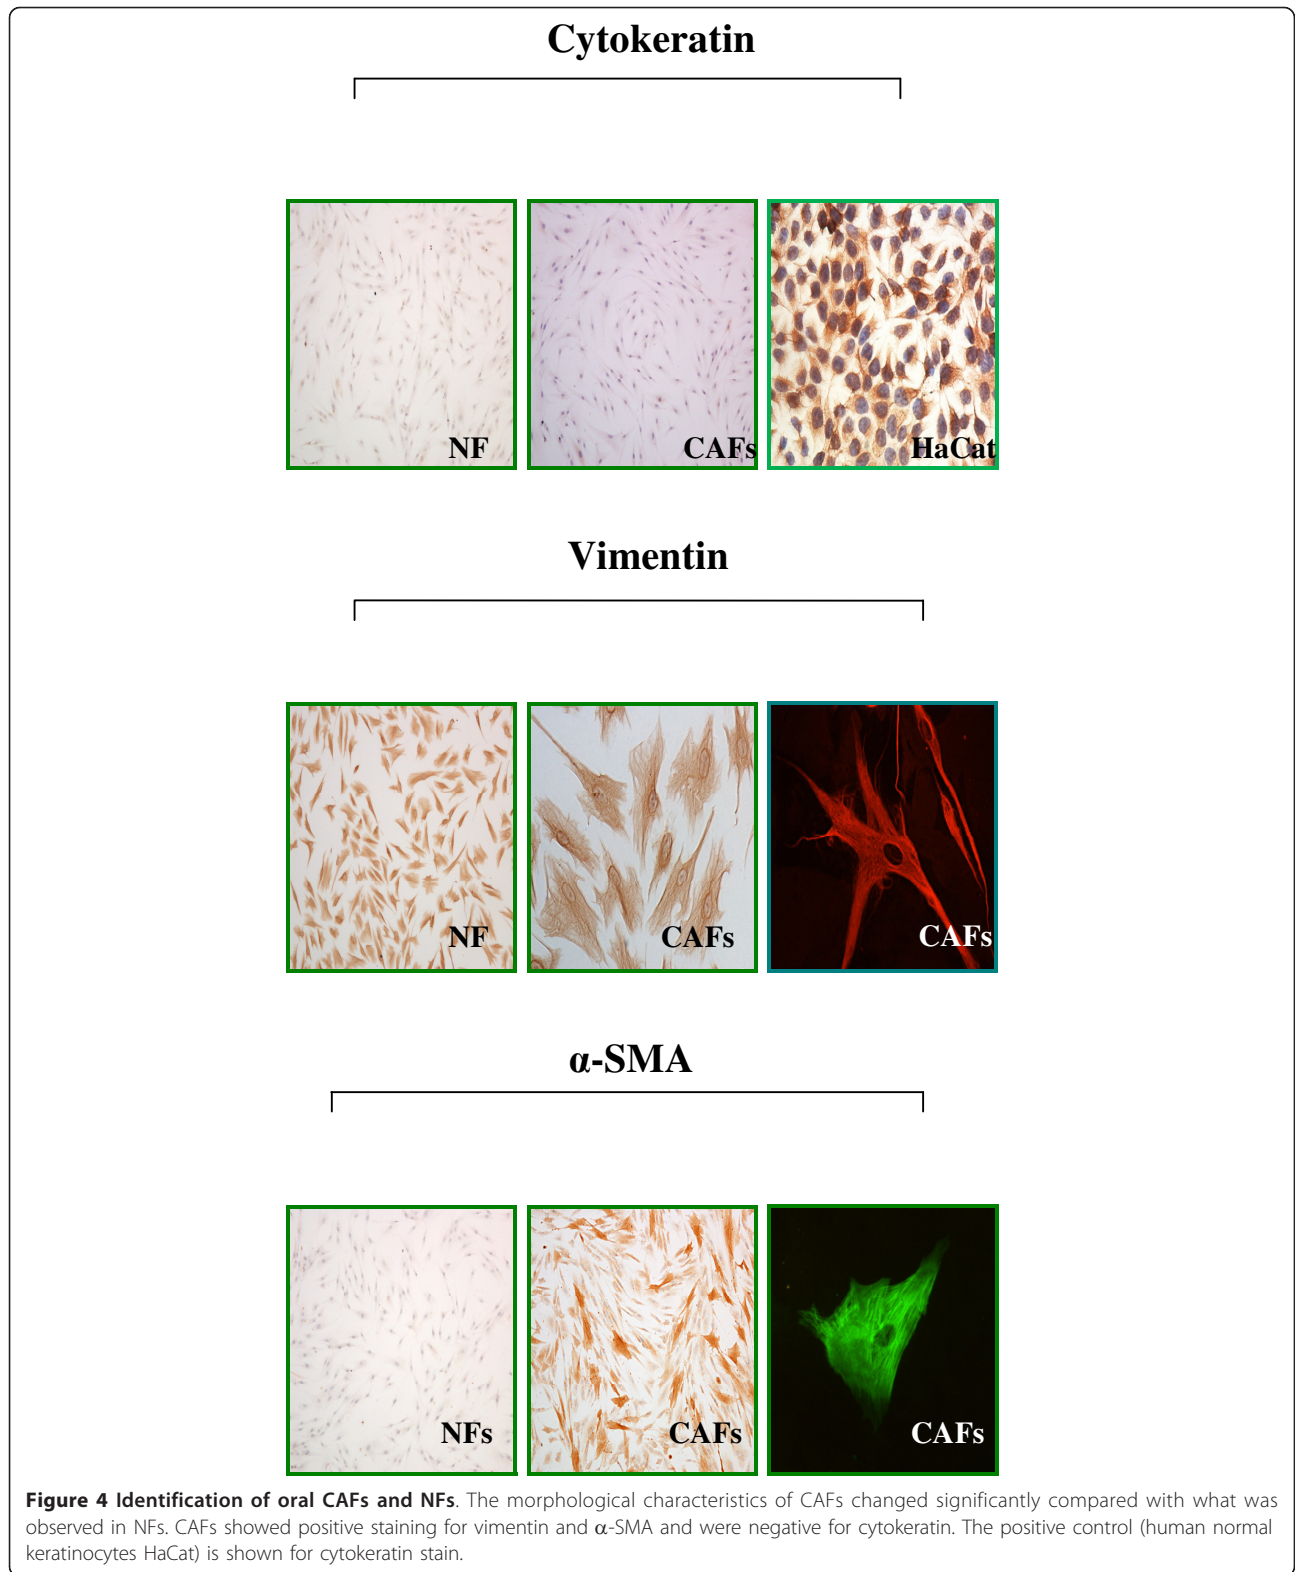 Cytokeratin
NF
CAFs
HaCat
Vimentin
NF
CAFs
CAFs
α-SMA
NFs
CAFs
CAFs
Figure 4 Identification of oral CAFs and NFs. The morphological characteristics of CAFs changed significantly compared with what was
observed in NFs. CAFs showed positive staining for vimentin and α-SMA and were negative for cytokeratin. The positive control (human normal
keratinocytes HaCat) is shown for cytokeratin stain.